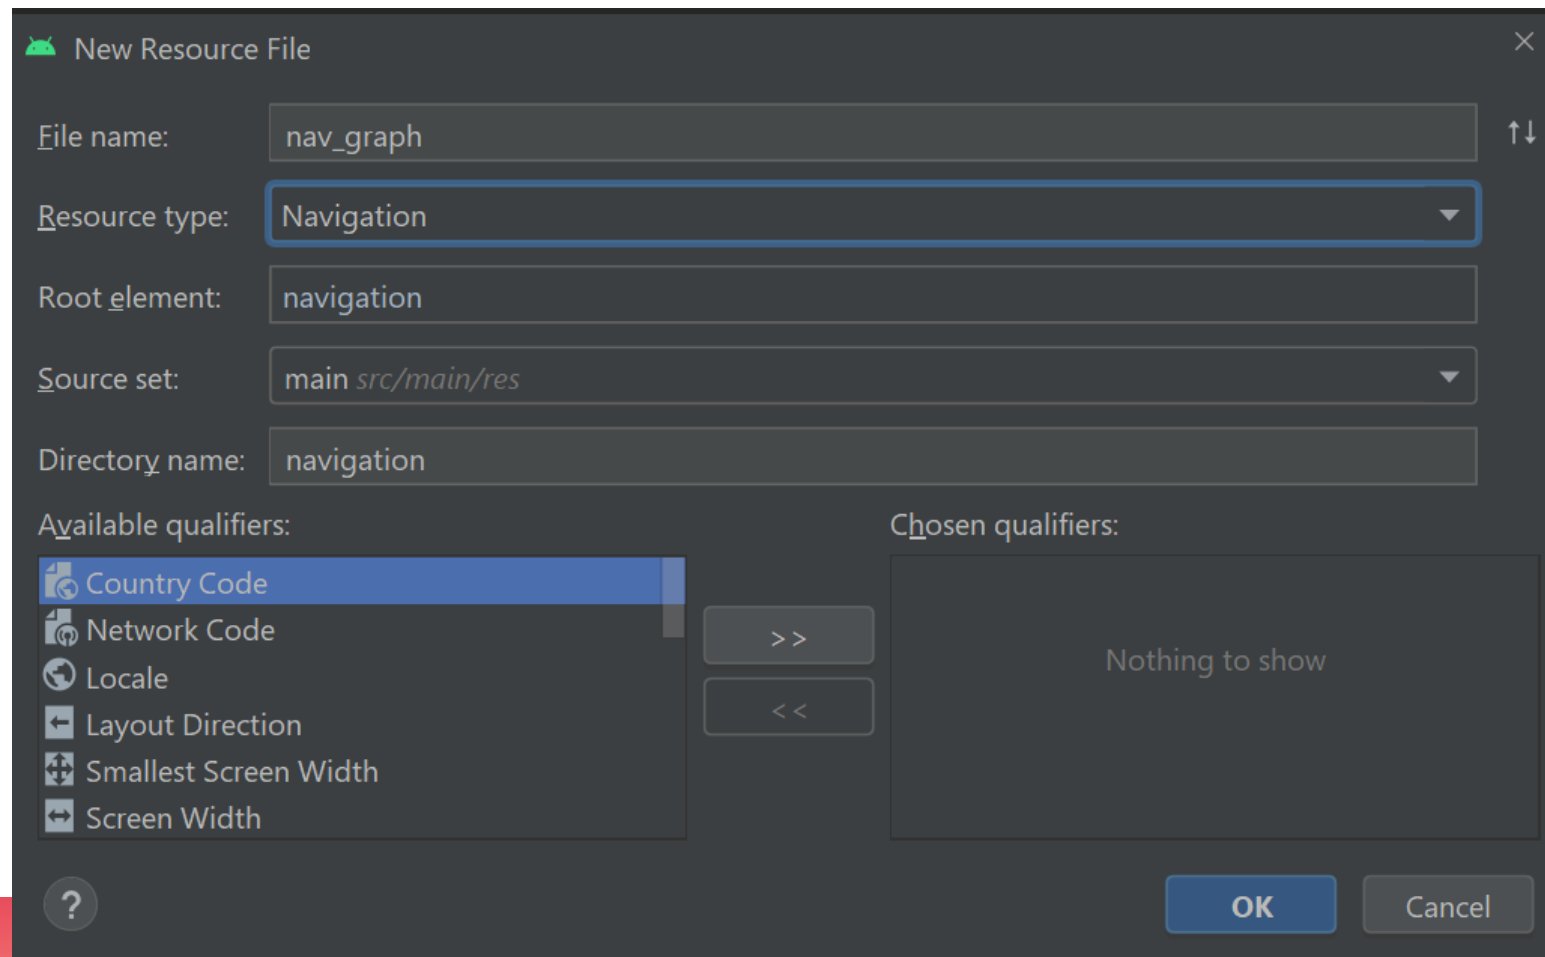 New Resource File
File name: nav_graph
Resource type: Navigation
Root element: navigation
Source set: main src/main/res
Directory name: navigation
Available qualifiers:
Chosen qualifiers:
Country Code
Network Code
Locale
Layout Direction
Smallest Screen Width
Screen Width
>>
<<
Nothing to show
?
OK
Cancel